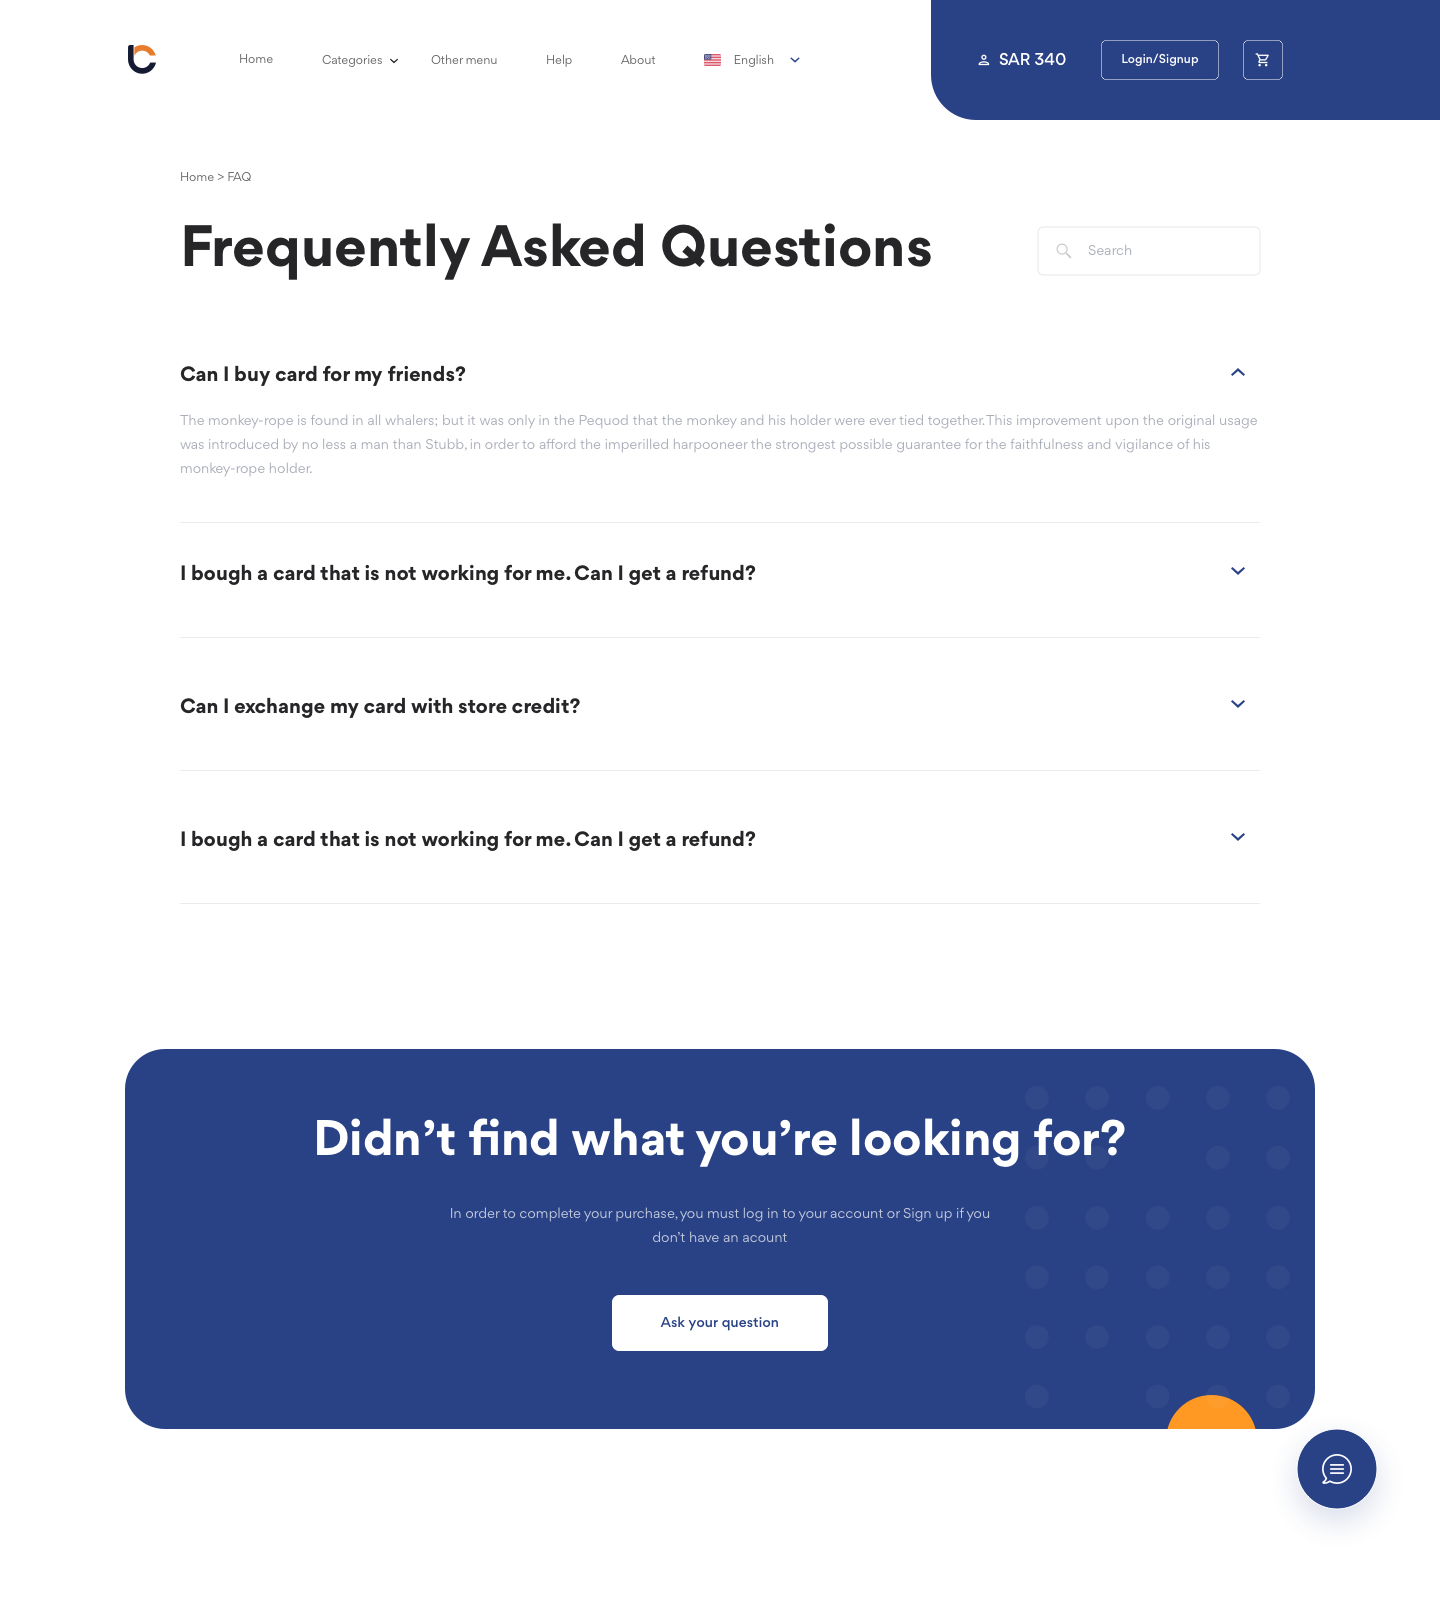 Home
Categories
Other menu
Help
About
English
SAR 340
Login/Signup
Home > FAQ
Frequently Asked Questions
Search
Can I buy card for my friends?
The monkey-rope is found in all whalers; but it was only in the Pequod that the monkey and his holder were ever tied together. This improvement upon the original usage
was introduced by no less a man than Stubb, in order to afford the imperilled harpooneer the strongest possible guarantee for the faithfulness and vigilance of his
monkey-rope holder.
I bough a card that is not working for me. Can I get a refund?
Can I exchange my card with store credit?
I bough a card that is not working for me. Can I get a refund?
Didn’t find what you’re looking for?
In order to complete your purchase, you must log in to your account or Sign up if you
don’t have an acount
Ask your question